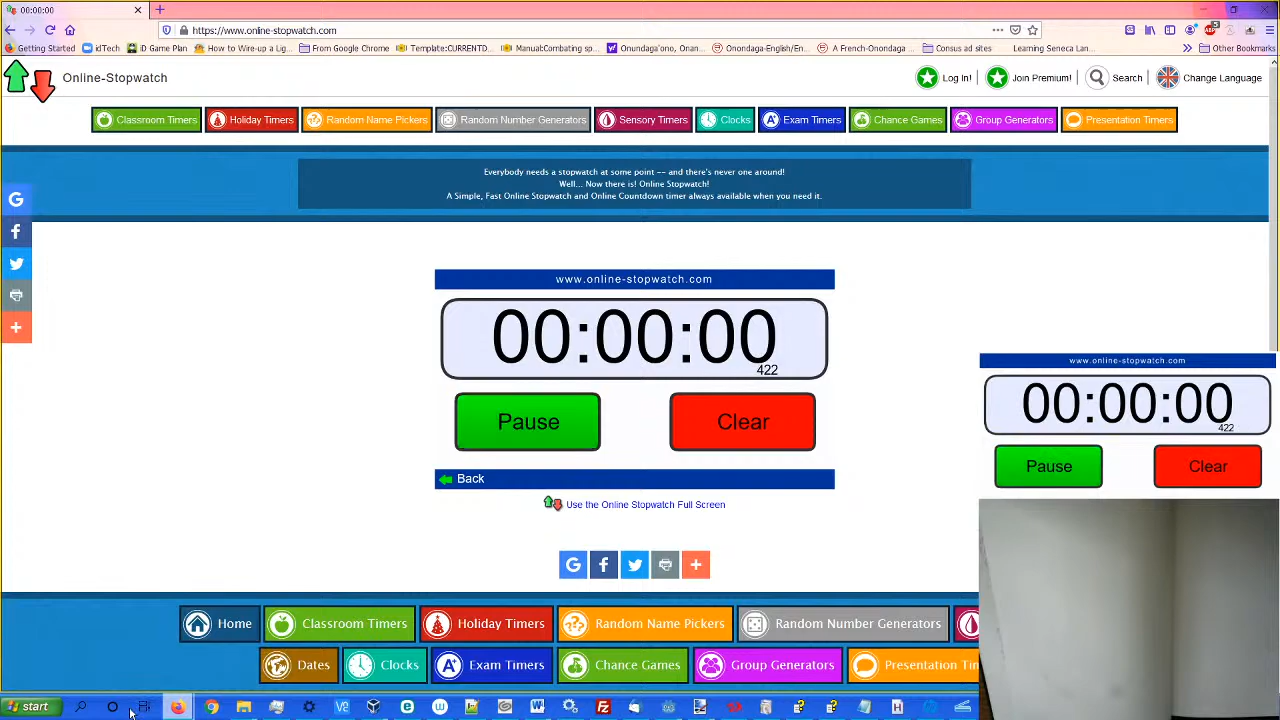 00:00:00
https://www.online-stopwatch.com
Getting Started
idTech
iD Game Plan
How to Wire-up a Lig...
From Google Chrome
Template:CURRENTD...
Manual:Combating sp...
Onundaga'ono, Onan...
Onondaga-English/En...
A French-Onondaga ...
Consus ad sites
Learning Seneca Lan...
Other Bookmarks
Online-Stopwatch
Log In!
Join Premium!
Search
Change Language
Classroom Timers
Holiday Timers
Random Name Pickers
Random Number Generators
Sensory Timers
Clocks
Exam Timers
Chance Games
Group Generators
Presentation Timers
Everybody needs a stopwatch at some point -- and there's never one around!
Well... Now there is! Online Stopwatch!
A Simple, Fast Online Stopwatch and Online Countdown timer always available when you need it.
www.online-stopwatch.com
00:00:00
422
Pause
Clear
Back
Use the Online Stopwatch Full Screen
www.online-stopwatch.com
00:00:00
422
Pause
Clear
Home
Classroom Timers
Holiday Timers
Random Name Pickers
Random Number Generators
Dates
Clocks
Exam Timers
Chance Games
Group Generators
Presentation Tim
start